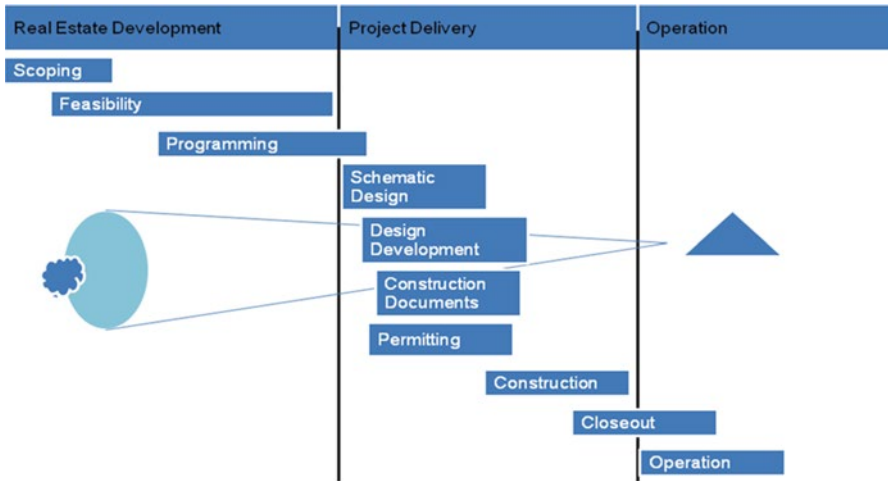 Real Estate Development
Project Delivery
Operation
Scoping
Feasibility
Programming
Schematic
Design
Design
Development
Construction
Documents
Permitting
Construction
Closeout
Operation